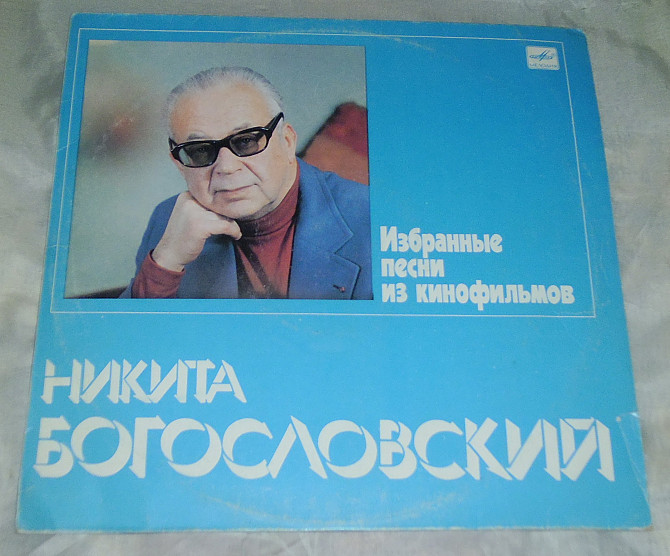 Избранные
песни
из кинофильмов
НИКИТА
БОГОСЛОВСКИЙ